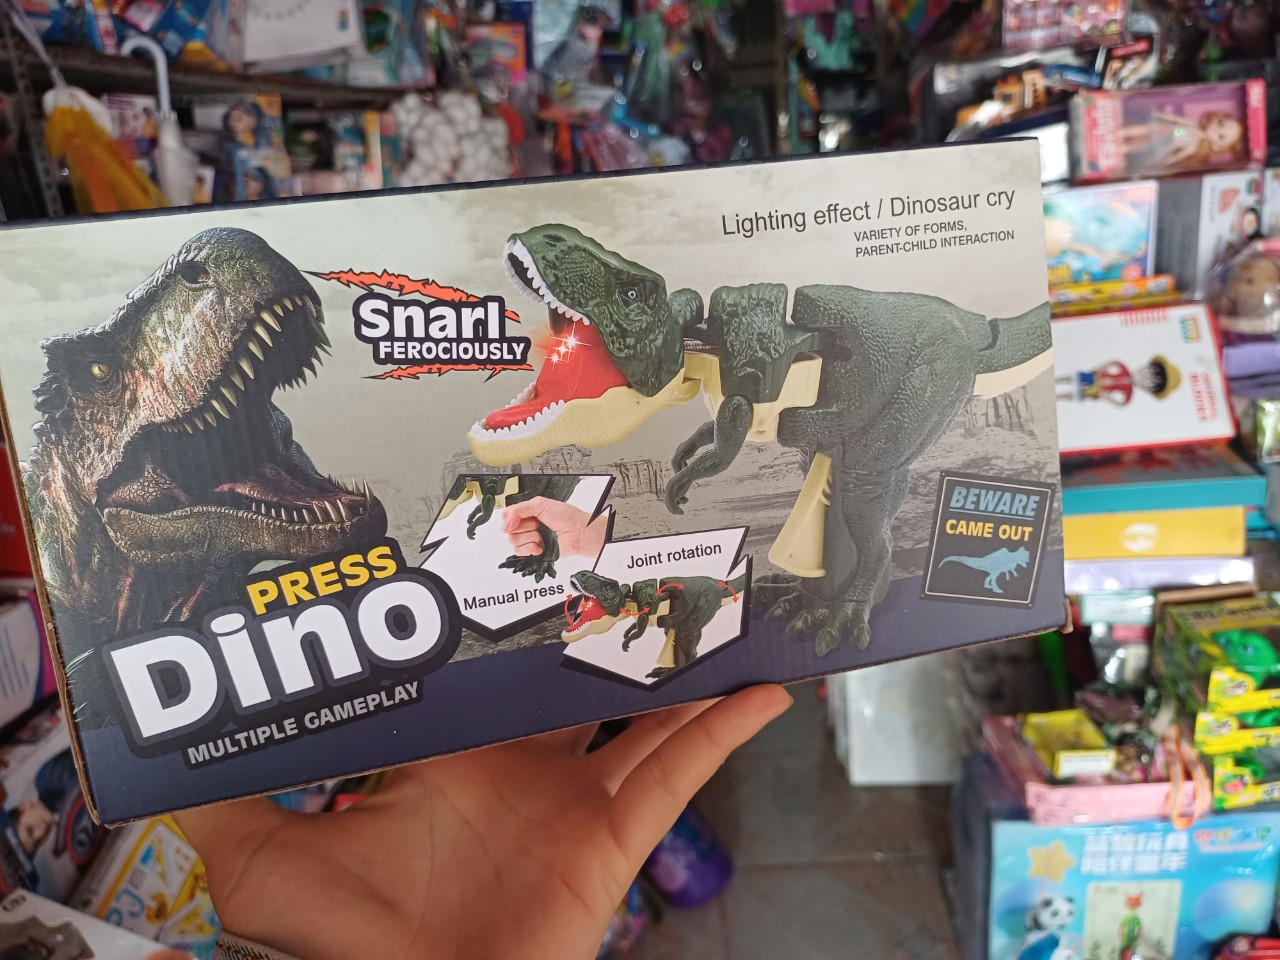 Lighting effect / Dinosaur cry
VARIETY OF FORMS,
PARENT-CHILD INTERACTION
Snarl
FEROCIOUSLY
BEWARE
CAME OUT
Joint rotation
Manual press
PRESS
Dino
MULTIPLE GAMEPLAY